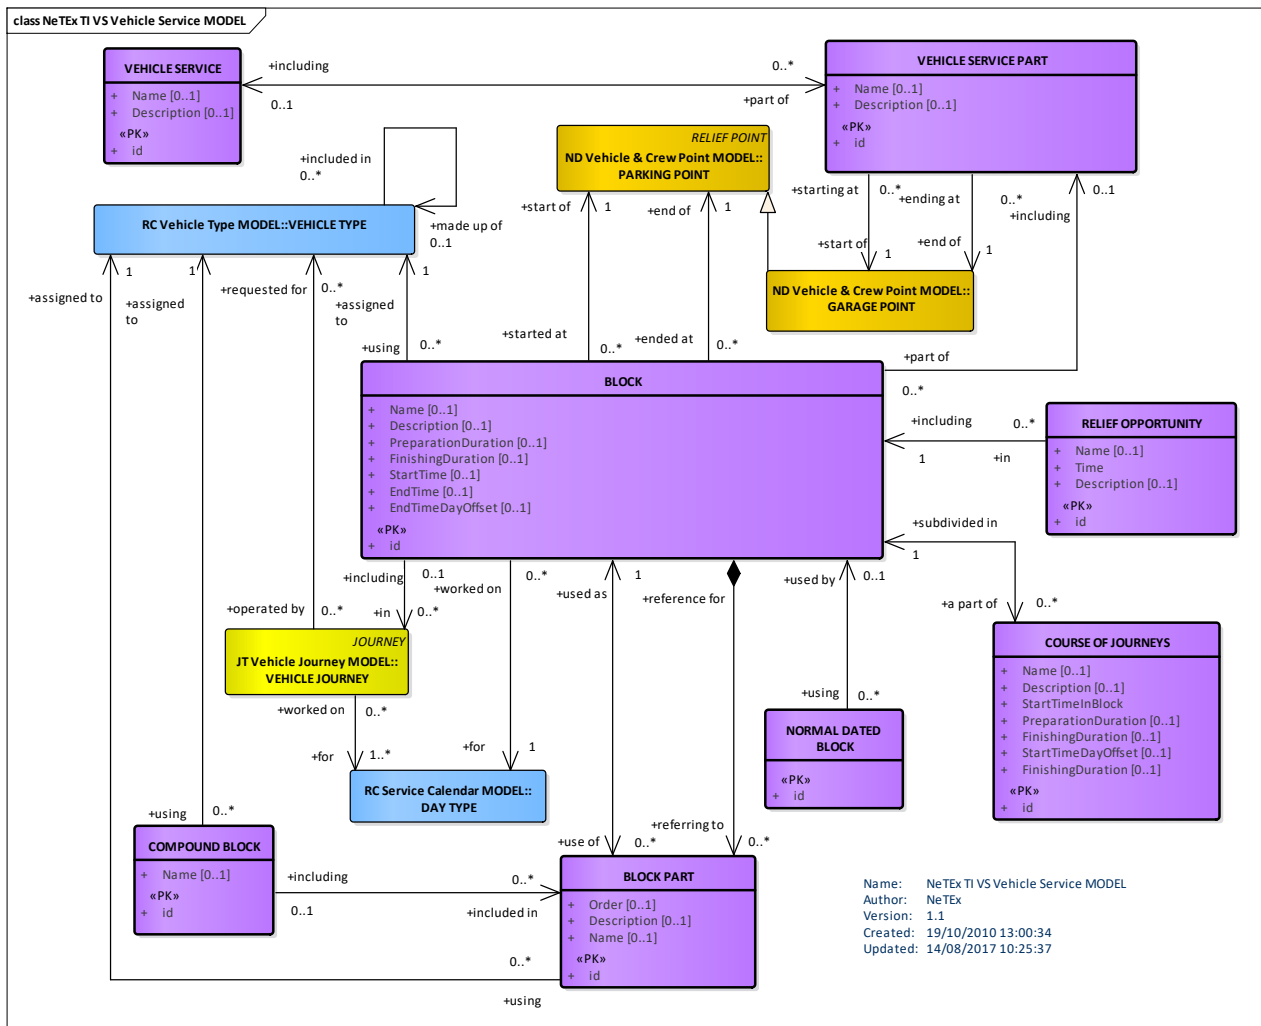 class NeTEx TI VS Vehicle Service MODEL
VEHICLE SERVICE
+ Name [0..1]
+ Description [0..1]
«PK»
+ id
+including
0..1
0..*
+part of
VEHICLE SERVICE PART
+ Name [0..1]
+ Description [0..1]
«PK»
+ id
+included in
0..*
+made up of
0..1
RELIEF POINT
ND Vehicle & Crew Point MODEL::
PARKING POINT
+start of
1
+end of
1
+starting at
0..*
+ending at
0..*
0..1
+including
+start of
1
+end of
1
RC Vehicle Type MODEL::VEHICLE TYPE
ND Vehicle & Crew Point MODEL::
GARAGE POINT
1
+assigned to
+assigned
to
1
+requested for
0..*
+assigned
to
1
+using
0..*
+started at
0..*
+ended at
0..*
+part of
0..*
BLOCK
+ Name [0..1]
+ Description [0..1]
+ PreparationDuration [0..1]
+ FinishingDuration [0..1]
+ StartTime [0..1]
+ EndTime [0..1]
+ EndTimeDayOffset [0..1]
«PK»
+ id
+including
1
0..*
+in
RELIEF OPPORTUNITY
+ Name [0..1]
+ Time
+ Description [0..1]
«PK»
+ id
+subdivided in
1
+a part of
0..*
+including
0..1
+worked on
0..*
+used as
1
+reference for
+used by
0..1
+operated by
0..*
+in
0..*
JOURNEY
JT Vehicle Journey MODEL::
VEHICLE JOURNEY
COURSE OF JOURNEYS
+ Name [0..1]
+ Description [0..1]
+ StartTimeInBlock
+ PreparationDuration [0..1]
+ FinishingDuration [0..1]
+ StartTimeDayOffset [0..1]
+ FinishingDuration [0..1]
«PK»
+ id
+worked on
0..*
+for
1..*
+for
1
+using
0..*
NORMAL DATED
BLOCK
«PK»
+ id
RC Service Calendar MODEL::
DAY TYPE
+using
0..*
+use of
0..*
+referring to
0..*
COMPOUND BLOCK
+ Name [0..1]
«PK»
+ id
+including
0..1
0..*
+included in
BLOCK PART
+ Order [0..1]
+ Description [0..1]
+ Name [0..1]
«PK»
+ id
0..*
+using
Name: NeTEx TI VS Vehicle Service MODEL
Author: NeTEx
Version: 1.1
Created: 19/10/2010 13:00:34
Updated: 14/08/2017 10:25:37